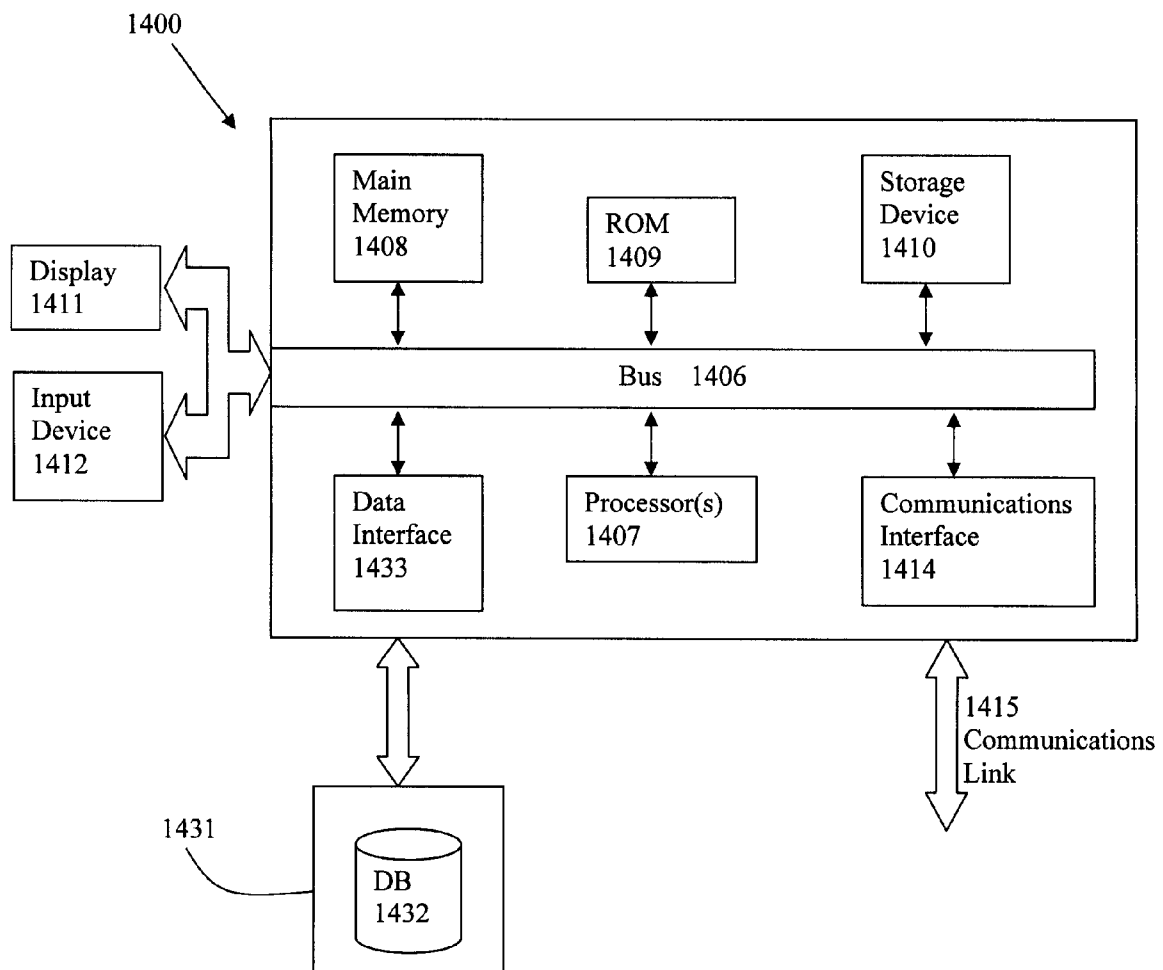 1400
Main
Memory
1408
ROM
1409
Storage
Device
1410
Display
1411
Bus 1406
Input
Device
1412
Data
Interface
1433
Processor(s)
1407
Communications
Interface
1414
1415
Communications
Link
1431
DB
1432